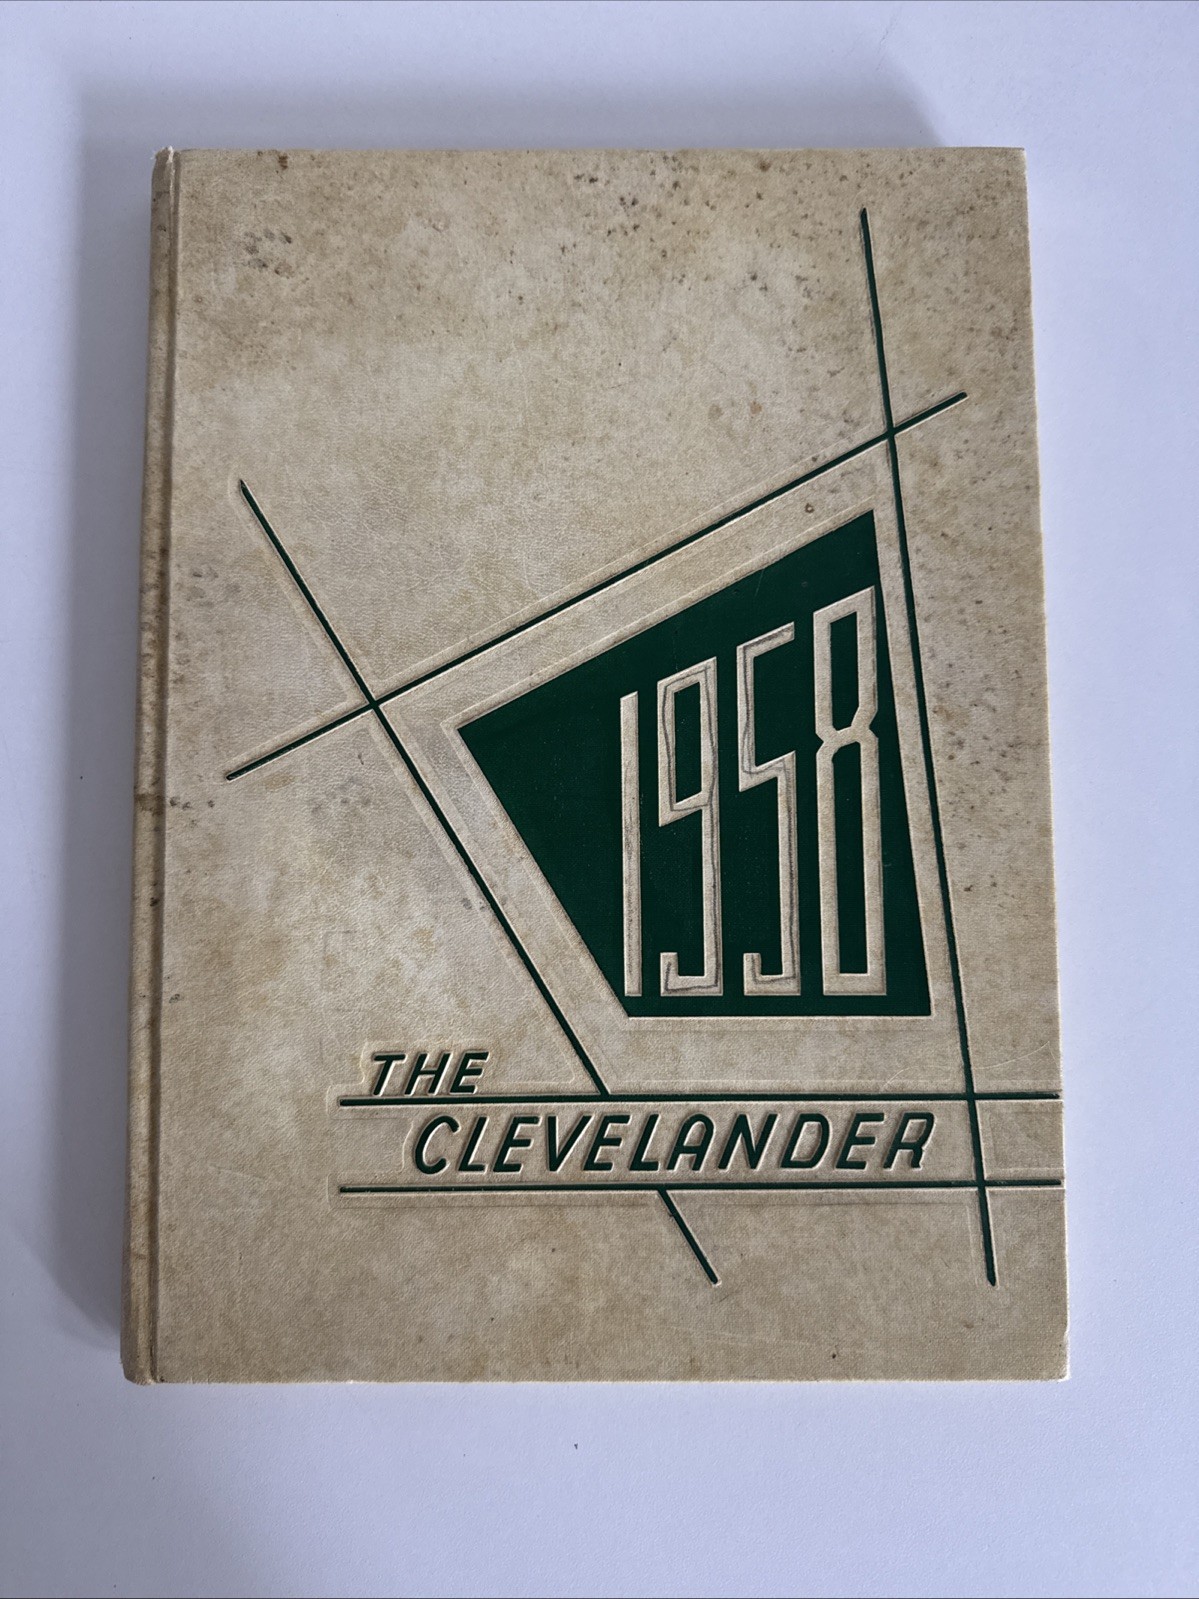 1958
THE
CLEVELANDER